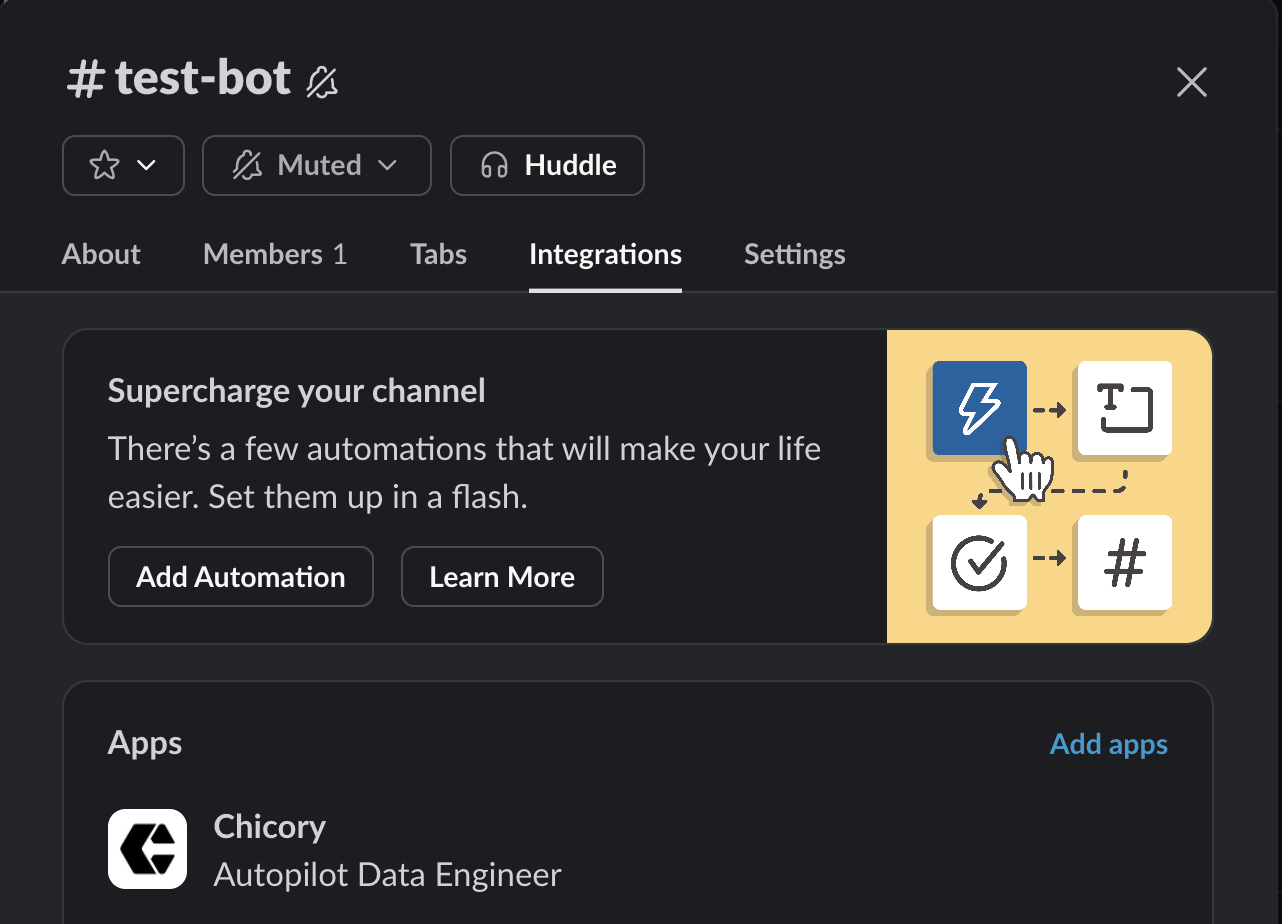 # test-bot
Muted
Huddle
About Members 1 Tabs Integrations Settings
Supercharge your channel
There’s a few automations that will make your life
easier. Set them up in a flash.
Add Automation Learn More
Apps Add apps
Chicory
Autopilot Data Engineer